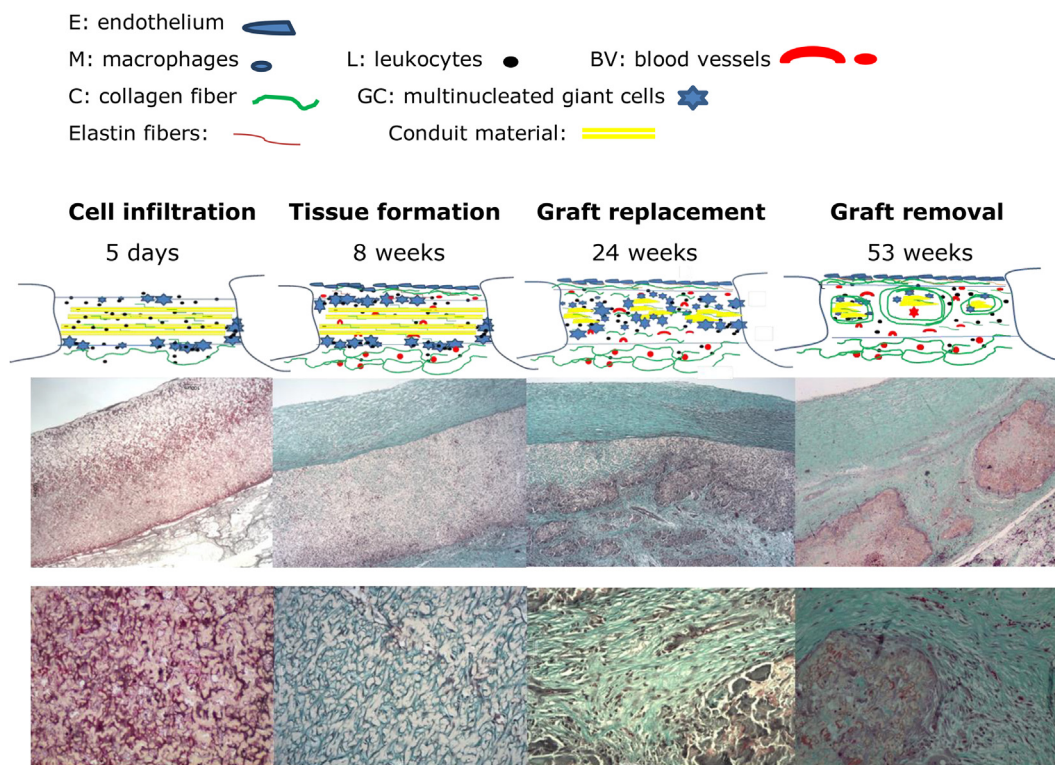 E: endothelium
M: macrophages L: leukocytes BV: blood vessels
C: collagen fiber GC: multinucleated giant cells
Elastin fibers: Conduit material:
Cell infiltration Tissue formation Graft replacement Graft removal
5 days 8 weeks 24 weeks 53 weeks